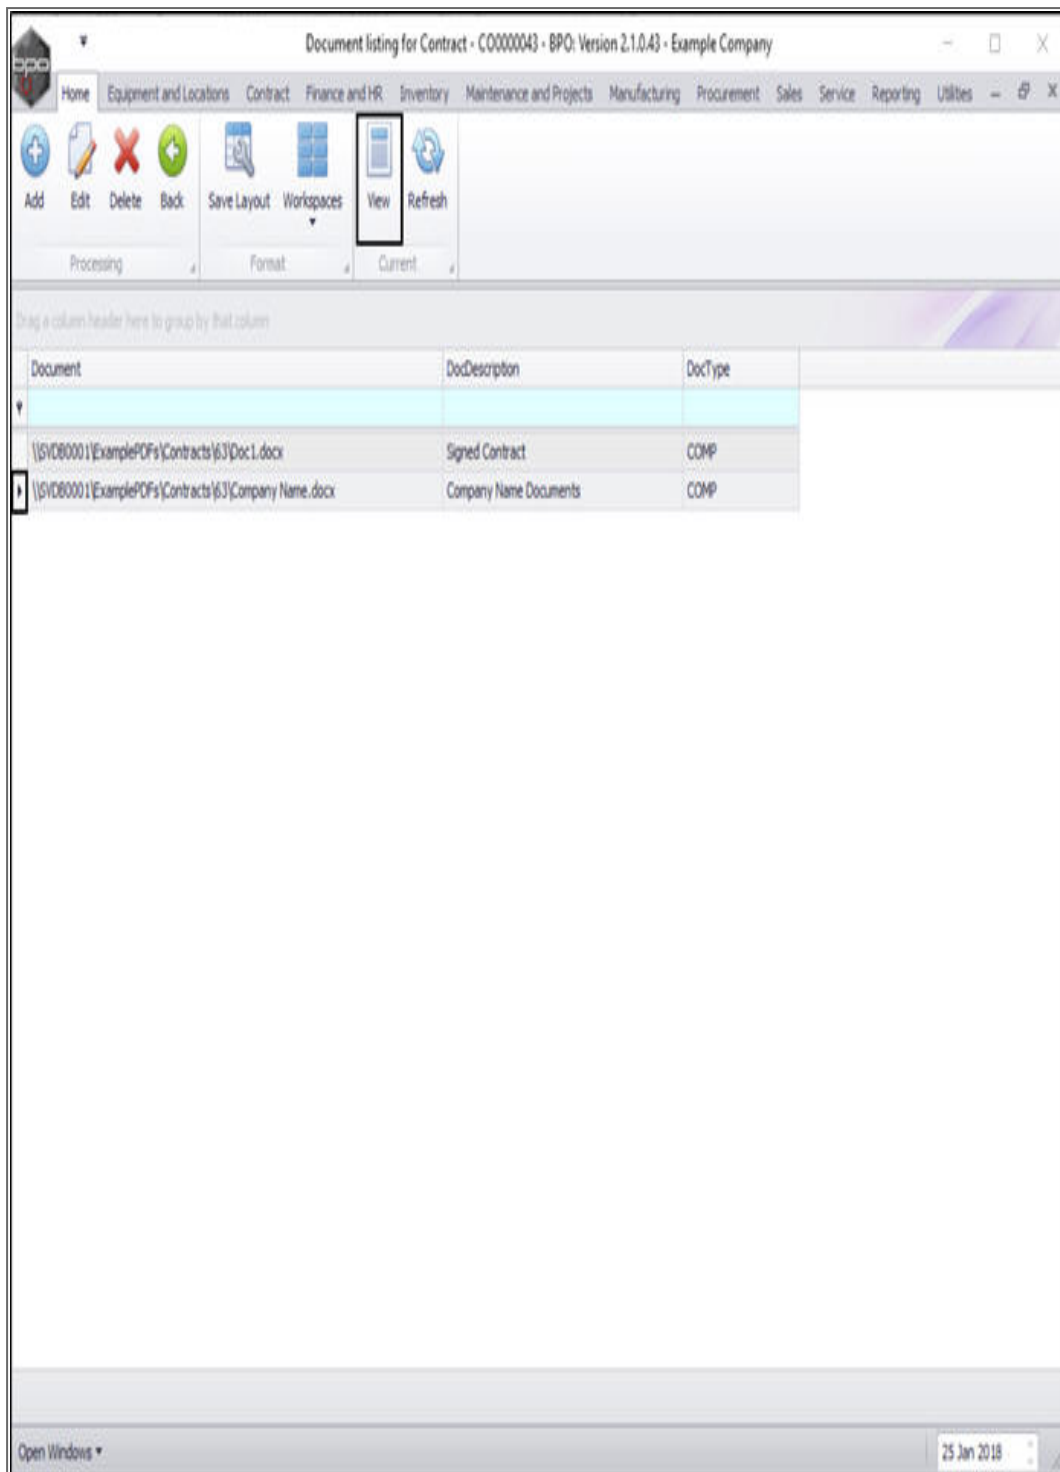 Document listing for Contract - CO0000043 - BPO: Version 2.1.0.43 - Example Company
bpo
Home Equipment and Locations Contract Finance and HR Inventory Maintenance and Projects Manufacturing Procurement Sales Service Reporting Utilities
Add Edit Delete Back Save Layout Workspaces View Refresh
Processing Format Current
Drag a column header here to group by that column
Document DocDescription DocType
\\SVDB0001\ExamplePDFs\Contracts\63\Doc1.docx Signed Contract COMP
\\SVDB0001\ExamplePDFs\Contracts\63\Company Name.docx Company Name Documents COMP
Open Windows 25 Jan 2018